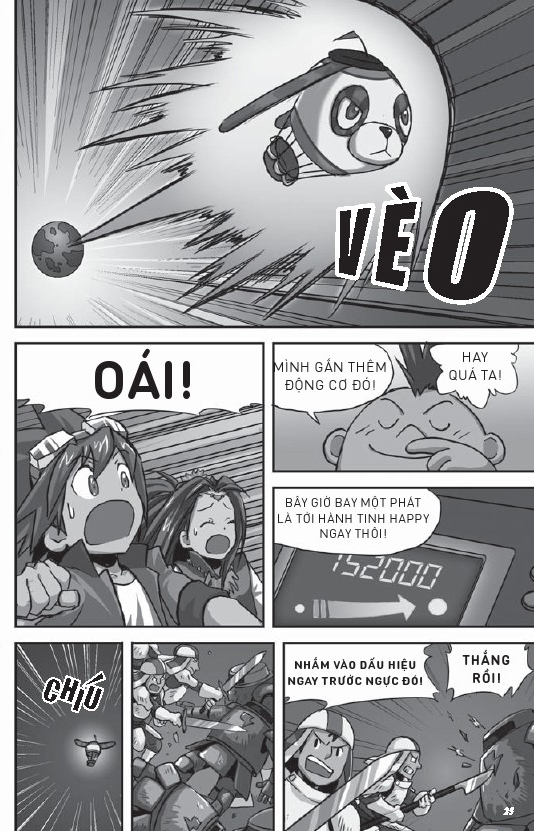 VÈO
OÁI!
MÌNH GẮN THÊM
ĐỘNG CƠ ĐÓ!
HAY
QUÁ TA!
BÂY GIỜ BAY MỘT PHÁT
LÀ TỚI HÀNH TINH HAPPY
NGAY THÔI!
152000
CHÍU
NHẮM VÀO DẤU HIỆU
NGAY TRƯỚC NGỰC ĐÓ!
THẮNG
RỒI!
25